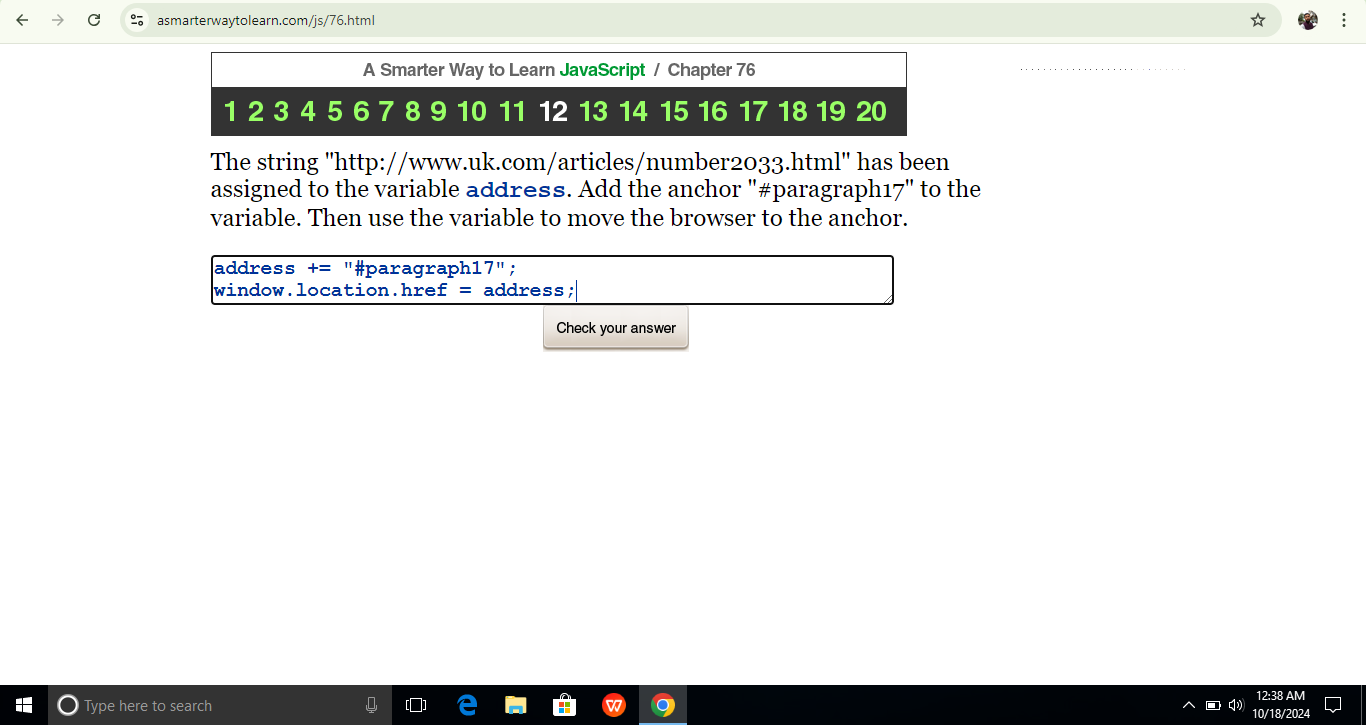 asmarterwaytolearn.com/js/76.html
A Smarter Way to Learn JavaScript / Chapter 76
1 2 3 4 5 6 7 8 9 10 11 12 13 14 15 16 17 18 19 20
The string "http://www.uk.com/articles/number2033.html" has been
assigned to the variable address. Add the anchor "#paragraph17" to the
variable. Then use the variable to move the browser to the anchor.
address += "#paragraph17";
window.location.href = address;
Check your answer
Type here to search
12:38 AM
10/18/2024